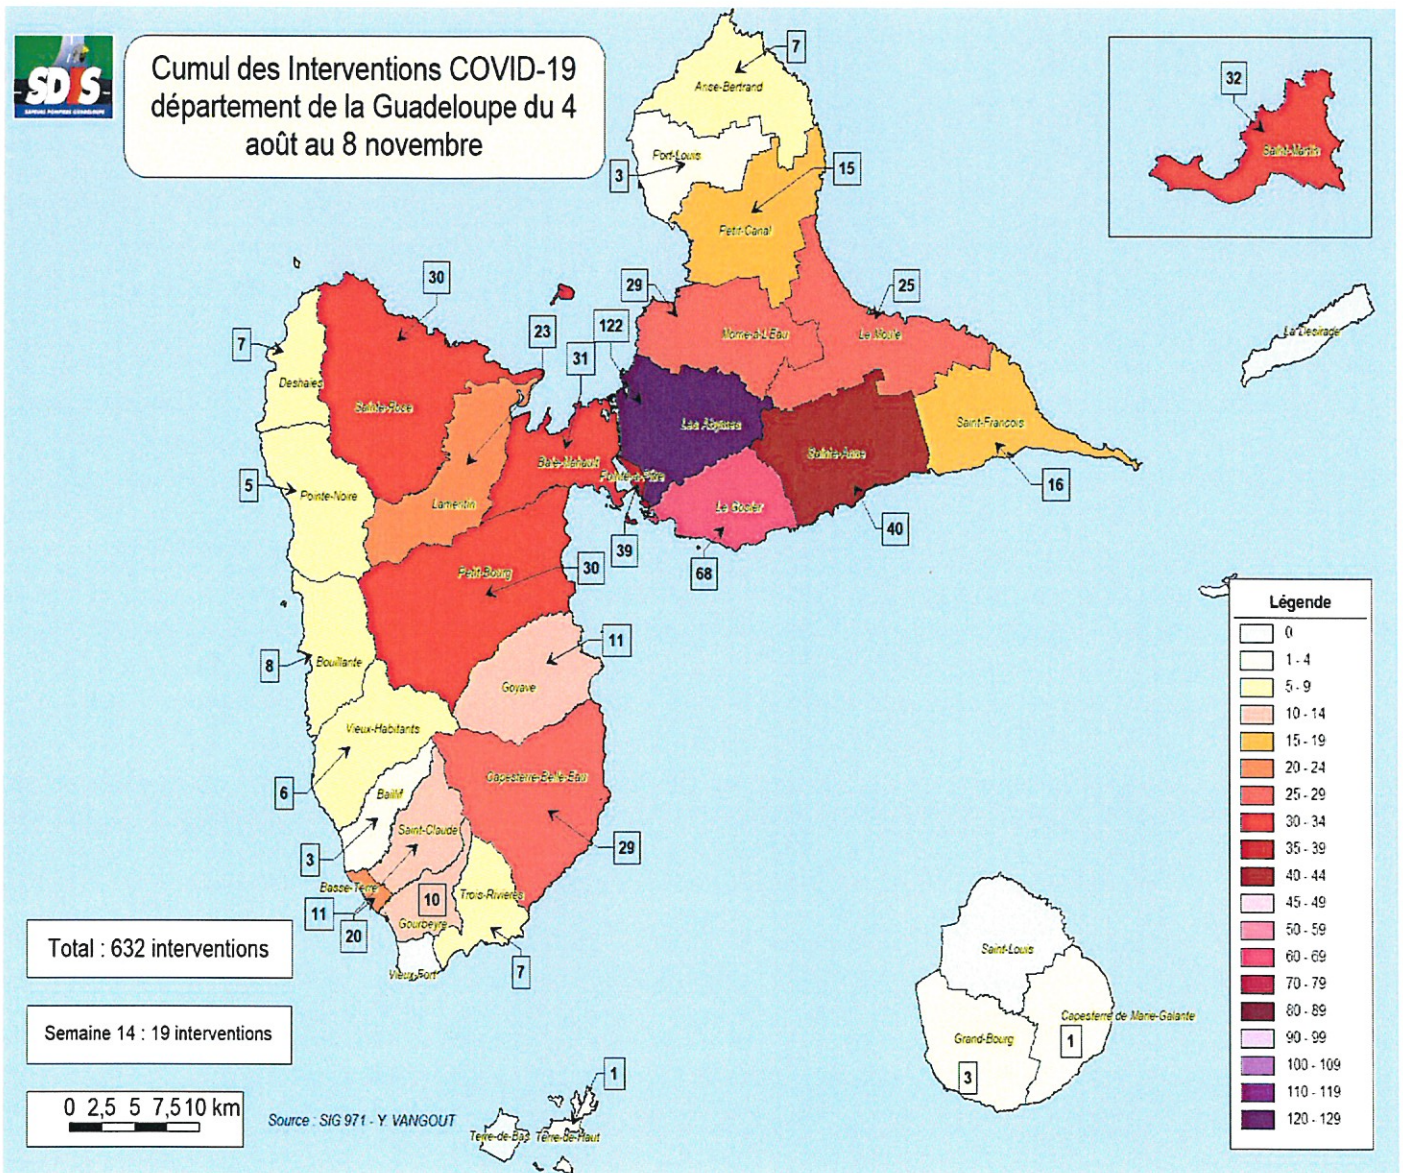 SDIS
SAPEURS POMPIERS GUADELOUPE
Cumul des Interventions COVID-19
département de la Guadeloupe du 4
août au 8 novembre
7
Anse-Bertrand
32
Saint-Martin
Port-Louis
3
15
Petit-Canal
30
29
25
122
23
31
7
Morne-à-L'Eau
Le Moule
La Desirade
Deshaies
Sainte-Rose
Les Abymes
Saint-François
Sainte-Anne
Baie-Mahault
Pointe-à-Pitre
5
Pointe-Noire
Lamentin
Le Gosier
16
40
39
68
Petit-Bourg
30
11
8
Bouillante
Goyave
Vieux-Habitants
6
Baillif
Capesterre-Belle-Eau
Saint-Claude
3
29
Basse-Terre
10
Trois-Rivières
11
20
Gourbeyre
Vieux-Fort
7
Légende
0
1 - 4
5 - 9
10 - 14
15 - 19
20 - 24
25 - 29
30 - 34
35 - 39
40 - 44
45 - 49
50 - 59
60 - 69
70 - 79
80 - 89
90 - 99
100 - 109
110 - 119
120 - 129
Saint-Louis
Capesterre de Marie-Galante
Grand-Bourg
1
3
Total : 632 interventions
Semaine 14 : 19 interventions
0 2,5 5 7,5 10 km
Source : SIG 971 - Y. VANGOUT
1
Terre-de-Bas
Terre-de-Haut